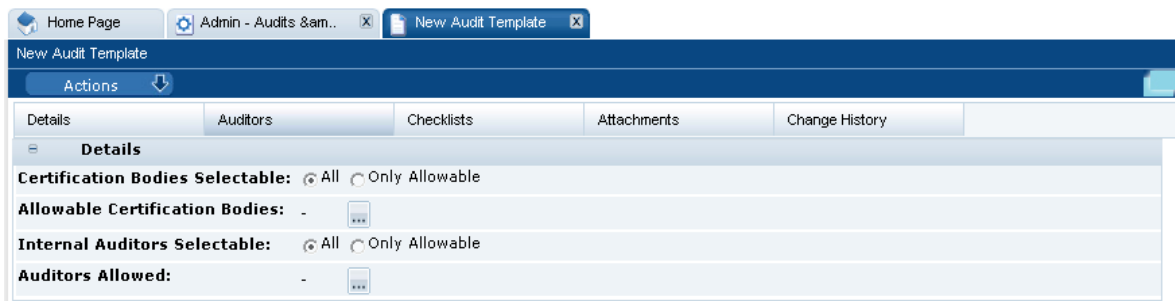 Home Page Admin - Audits &am.. New Audit Template
New Audit Template
Actions
Details Auditors Checklists Attachments Change History
Details
Certification Bodies Selectable: All Only Allowable
Allowable Certification Bodies: - ...
Internal Auditors Selectable: All Only Allowable
Auditors Allowed: - ...